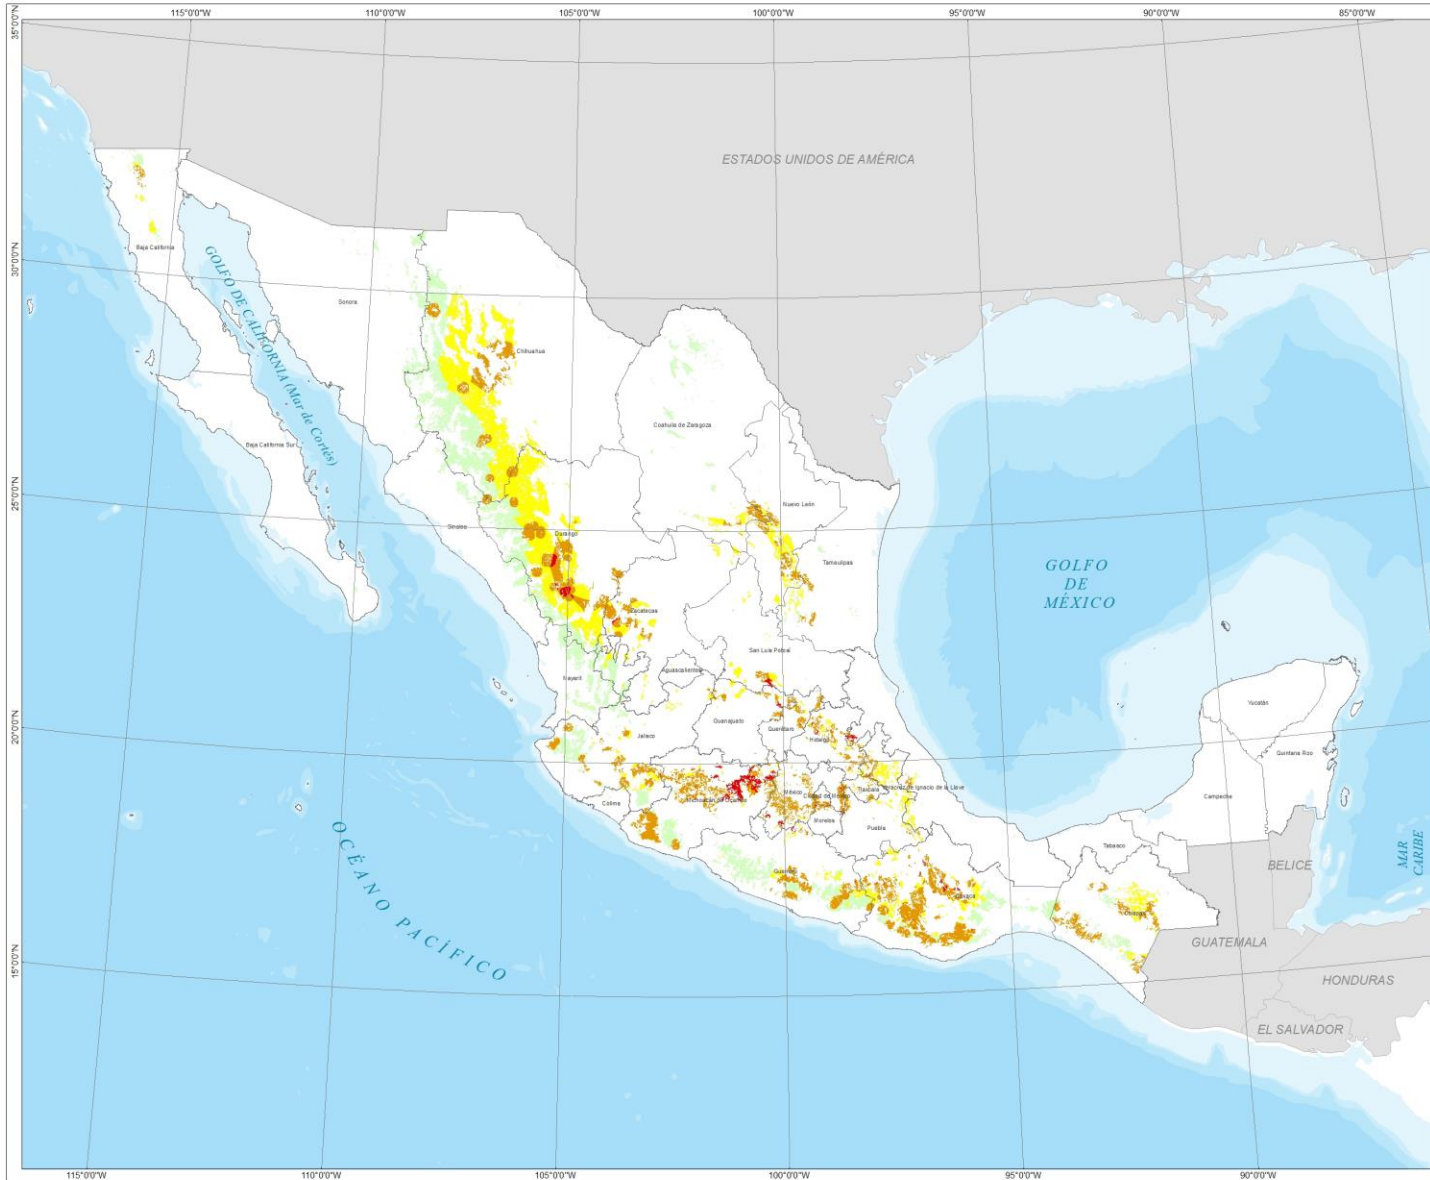 115°0'0"W 110°0'0"W 105°0'0"W 100°0'0"W 95°0'0"W 90°0'0"W 85°0'0"W
35°0'0"N
ESTADOS UNIDOS DE AMÉRICA
Baja California
30°0'0"N
GOLFO DE CALIFORNIA (Mar de Cortés)
Sonora
Chihuahua
Coahuila de Zaragoza
Baja California Sur
25°0'0"N
Nuevo León
Sinaloa
Durango
Tamaulipas
GOLFO
DE
MÉXICO
Zacatecas
San Luis Potosí
Aguascalientes
Nayarit
Yucatán
20°0'0"N
Guanajuato
Querétaro
Jalisco
Hidalgo
Quintana Roo
México
Ciudad de México
Tlaxcala
Veracruz de Ignacio de la Llave
Campeche
Colima
Michoacán de Ocampo
Morelos
Puebla
Tabasco
MAR
CARIBE
BELICE
Guerrero
Oaxaca
Chiapas
OCÉANO PACÍFICO
GUATEMALA
15°0'0"N
HONDURAS
EL SALVADOR
115°0'0"W 110°0'0"W 105°0'0"W 100°0'0"W 95°0'0"W 90°0'0"W